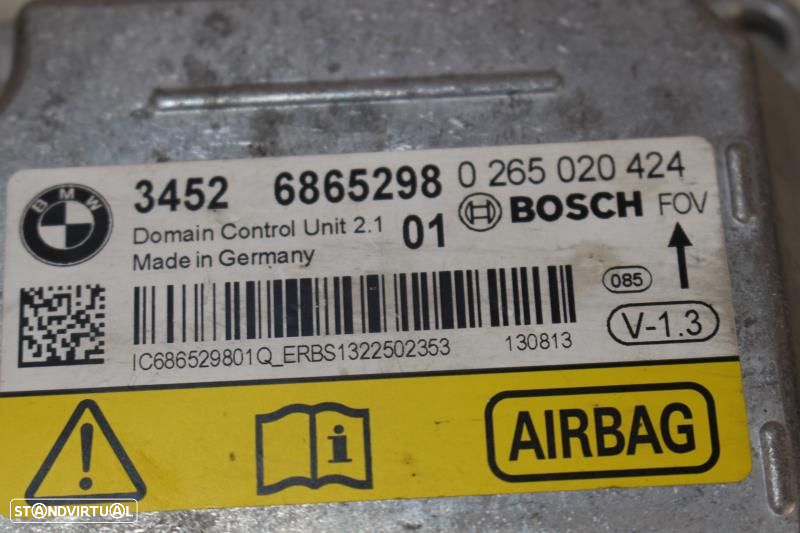 BMW
3452 6865298 0 265 020 424
Domain Control Unit 2.1 01 BOSCH FOV
Made in Germany
085
V-1.3
IC686529801Q_ERBS1322502353 130813
i
AIRBAG
STANDVIRTUAL